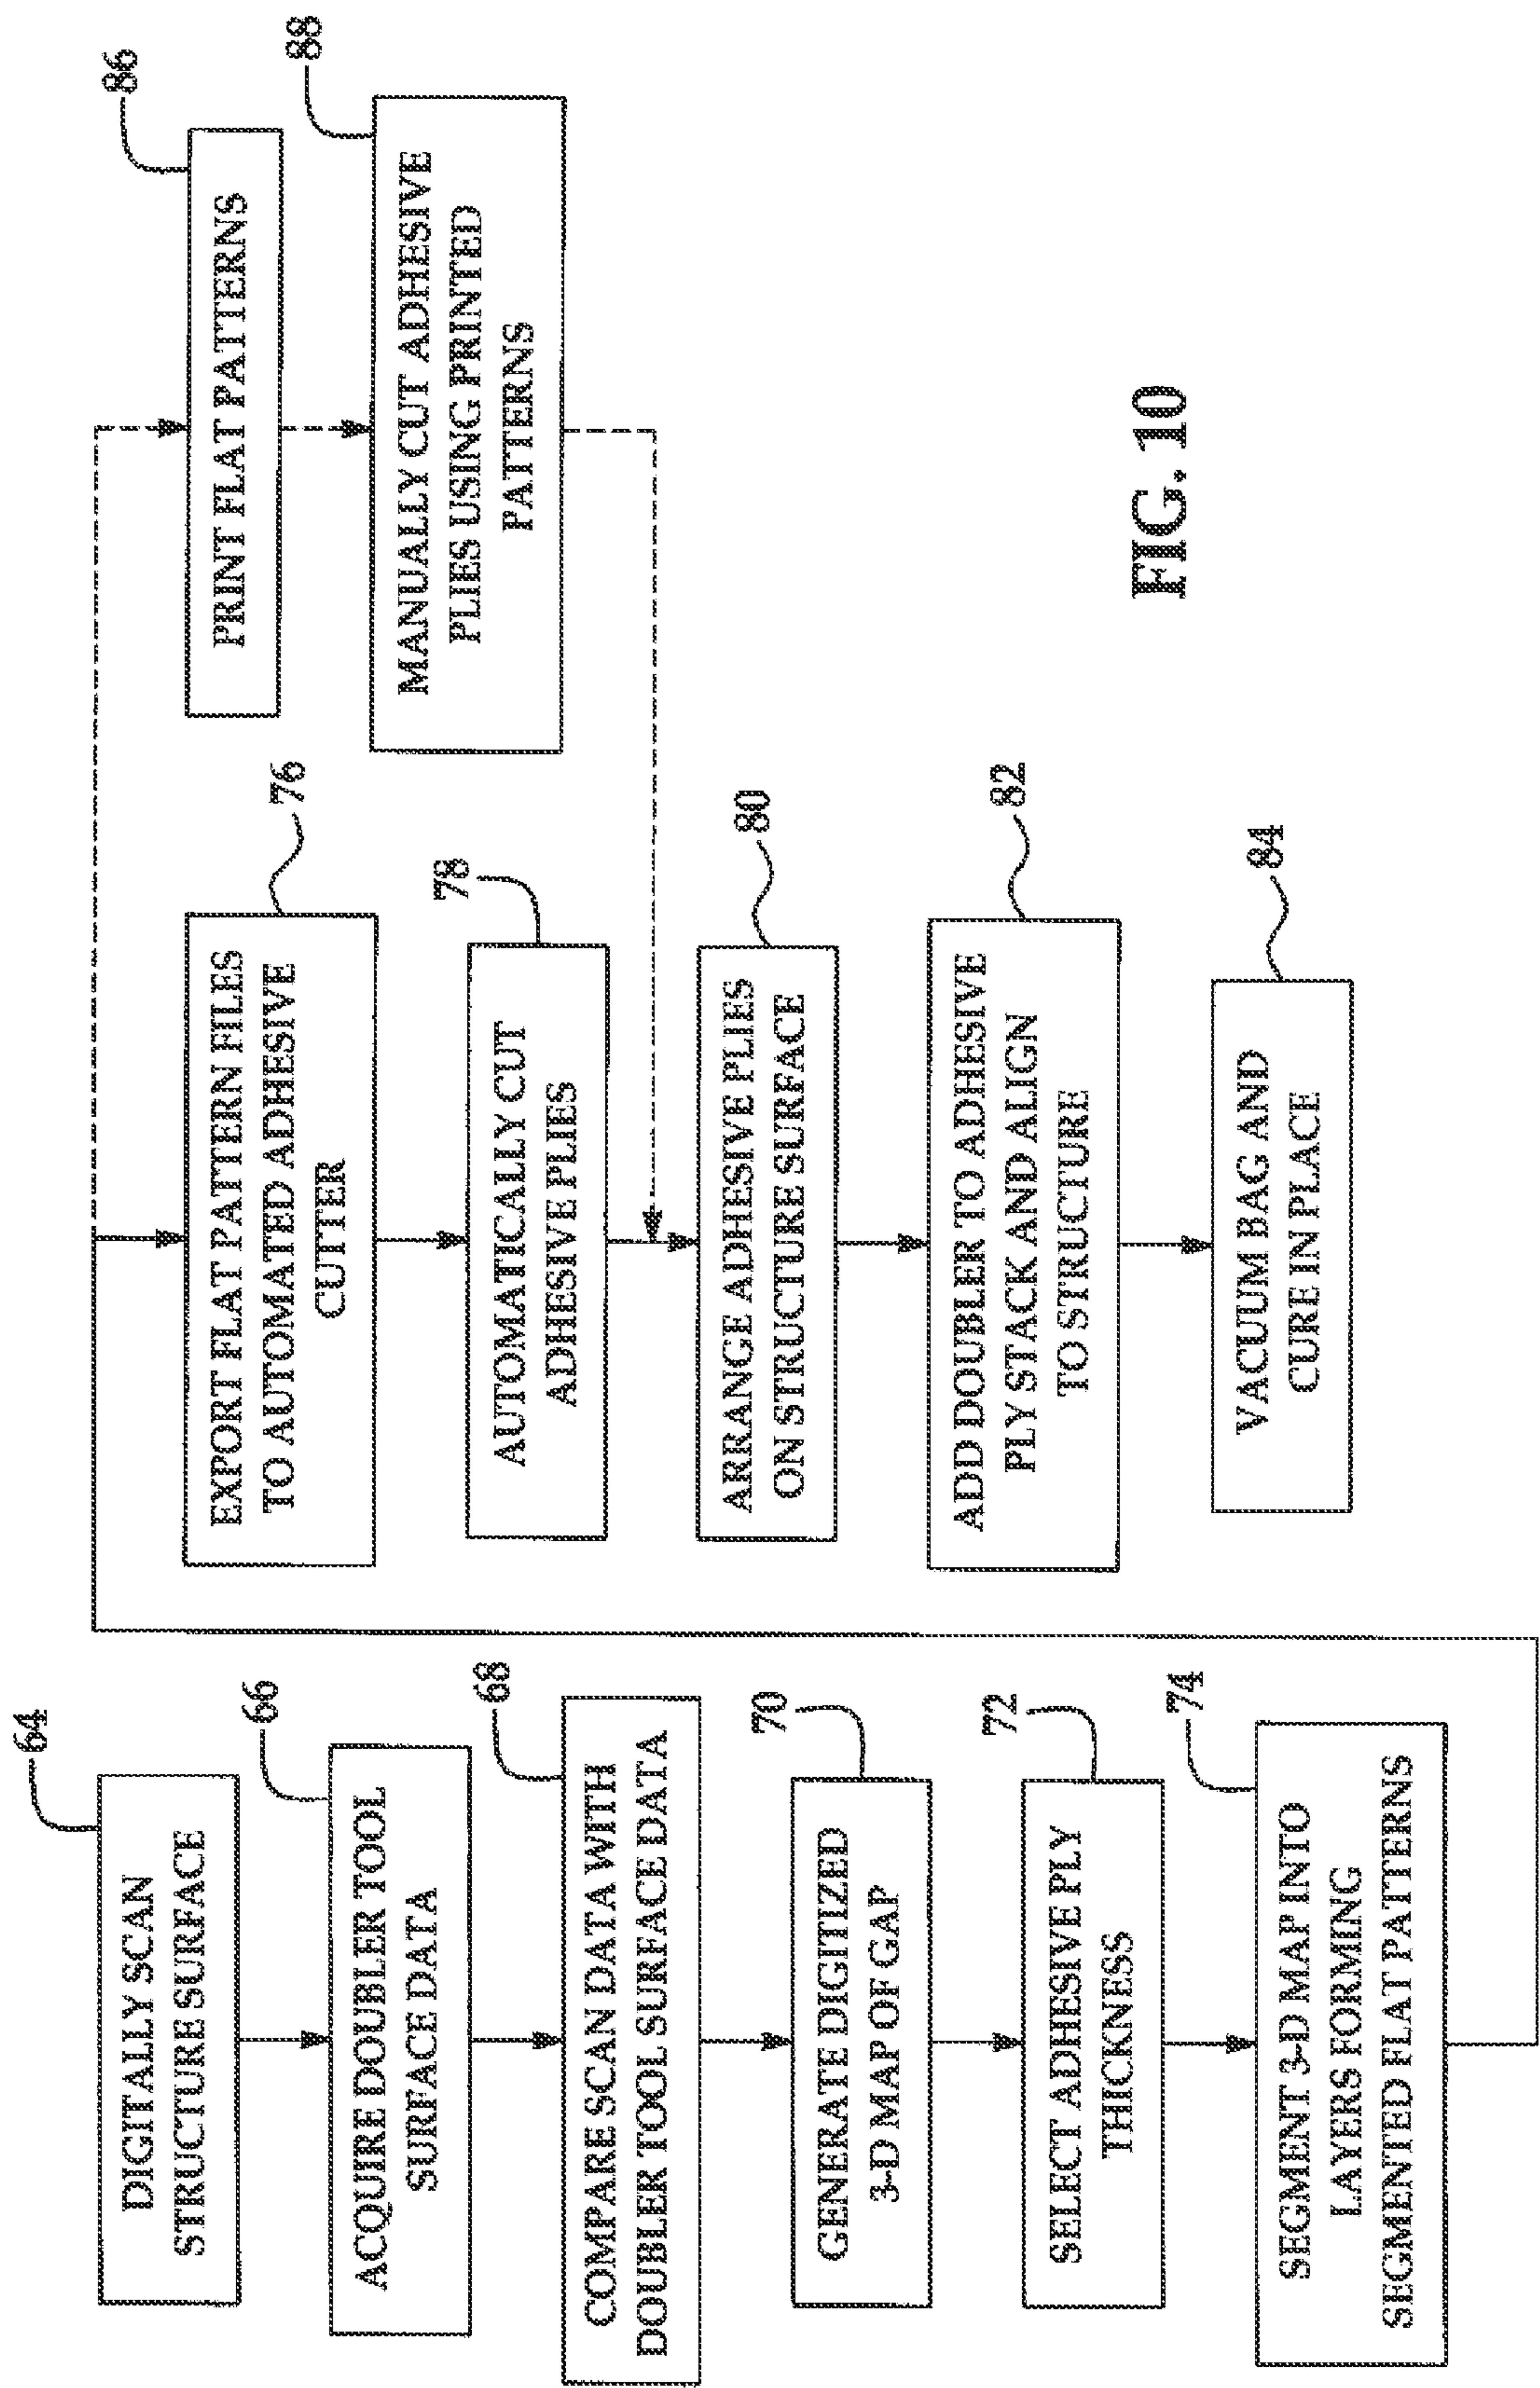 64
DIGITALLY SCAN
STRUCTURE SURFACE
66
ACQUIRE DOUBLER TOOL
SURFACE DATA
68
COMPARE SCAN DATA WITH
DOUBLER TOOL SURFACE DATA
70
GENERATE DIGITIZED
3-D MAP OF GAP
72
SELECT ADHESIVE PLY
THICKNESS
74
SEGMENT 3-D MAP INTO
LAYERS FORMING
SEGMENTED FLAT PATTERNS
76
EXPORT FLAT PATTERN FILES
TO AUTOMATED ADHESIVE
CUTTER
78
AUTOMATICALLY CUT
ADHESIVE PLIES
80
ARRANGE ADHESIVE PLIES
ON STRUCTURE SURFACE
82
ADD DOUBLER TO ADHESIVE
PLY STACK AND ALIGN
TO STRUCTURE
84
VACUUM BAG AND
CURE IN PLACE
86
PRINT FLAT PATTERNS
88
MANUALLY CUT ADHESIVE
PLIES USING PRINTED
PATTERNS
FIG. 10